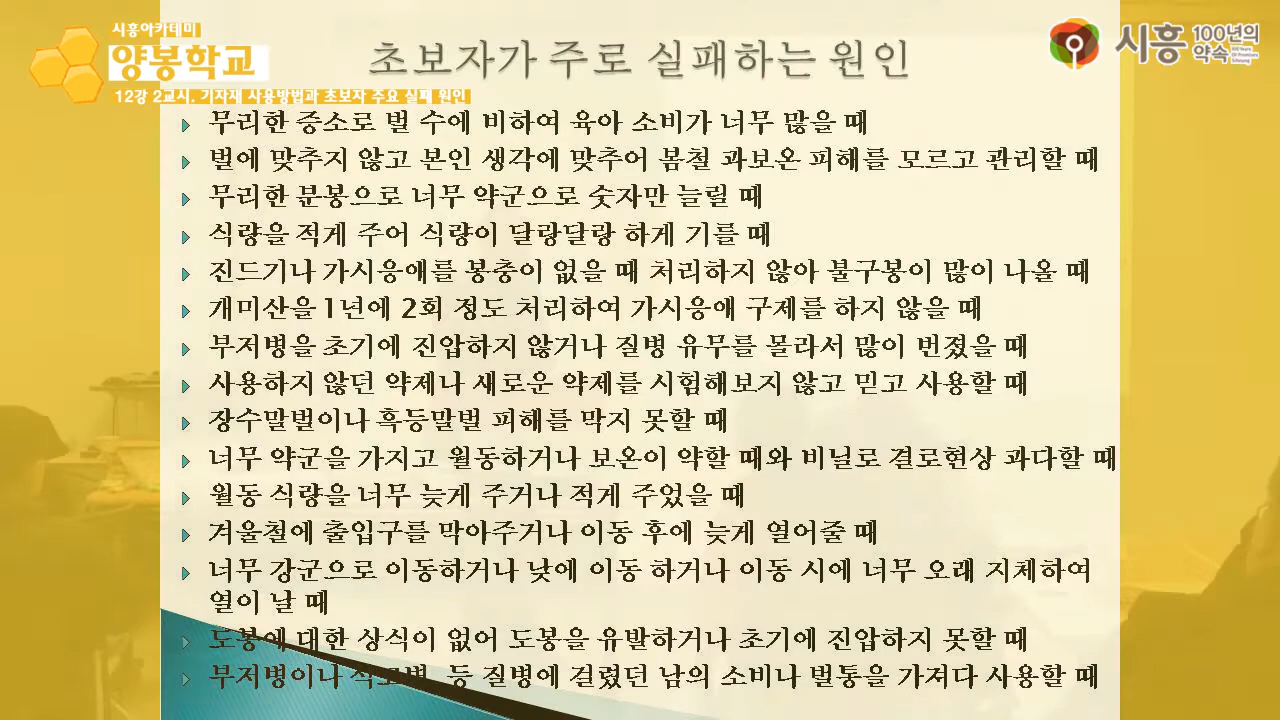 시흥아카데미
양봉학교
12강 2교시. 기자재 사용방법과 초보자 주요 실패 원인
시흥 100년의 약속
초보자가 주로 실패하는 원인
무리한 증소로 벌 수에 비하여 육아 소비가 너무 많을 때
벌에 맞추지 않고 본인 생각에 맞추어 봄철 과보온 피해를 모르고 관리할 때
무리한 분봉으로 너무 약군으로 숫자만 늘릴 때
식량을 적게 주어 식량이 달랑달랑 하게 기를 때
진드기나 가시응애를 봉충이 없을 때 처리하지 않아 불구봉이 많이 나올 때
개미산을 1년에 2회 정도 처리하여 가시응애 구제를 하지 않을 때
부저병을 초기에 진압하지 않거나 질병 유무를 몰라서 많이 번졌을 때
사용하지 않던 약제나 새로운 약제를 시험해보지 않고 믿고 사용할 때
장수말벌이나 흑등말벌 피해를 막지 못할 때
너무 약군을 가지고 월동하거나 보온이 약할 때와 비닐로 결로현상 과다할 때
월동 식량을 너무 늦게 주거나 적게 주었을 때
겨울철에 출입구를 막아주거나 이동 후에 늦게 열어줄 때
너무 강군으로 이동하거나 낮에 이동 하거나 이동 시에 너무 오래 지체하여
열이 날 때
도봉에 대한 상식이 없어 도봉을 유발하거나 초기에 진압하지 못할 때
부저병이나 등 질병에 걸렸던 남의 소비나 벌통을 가져다 사용할 때